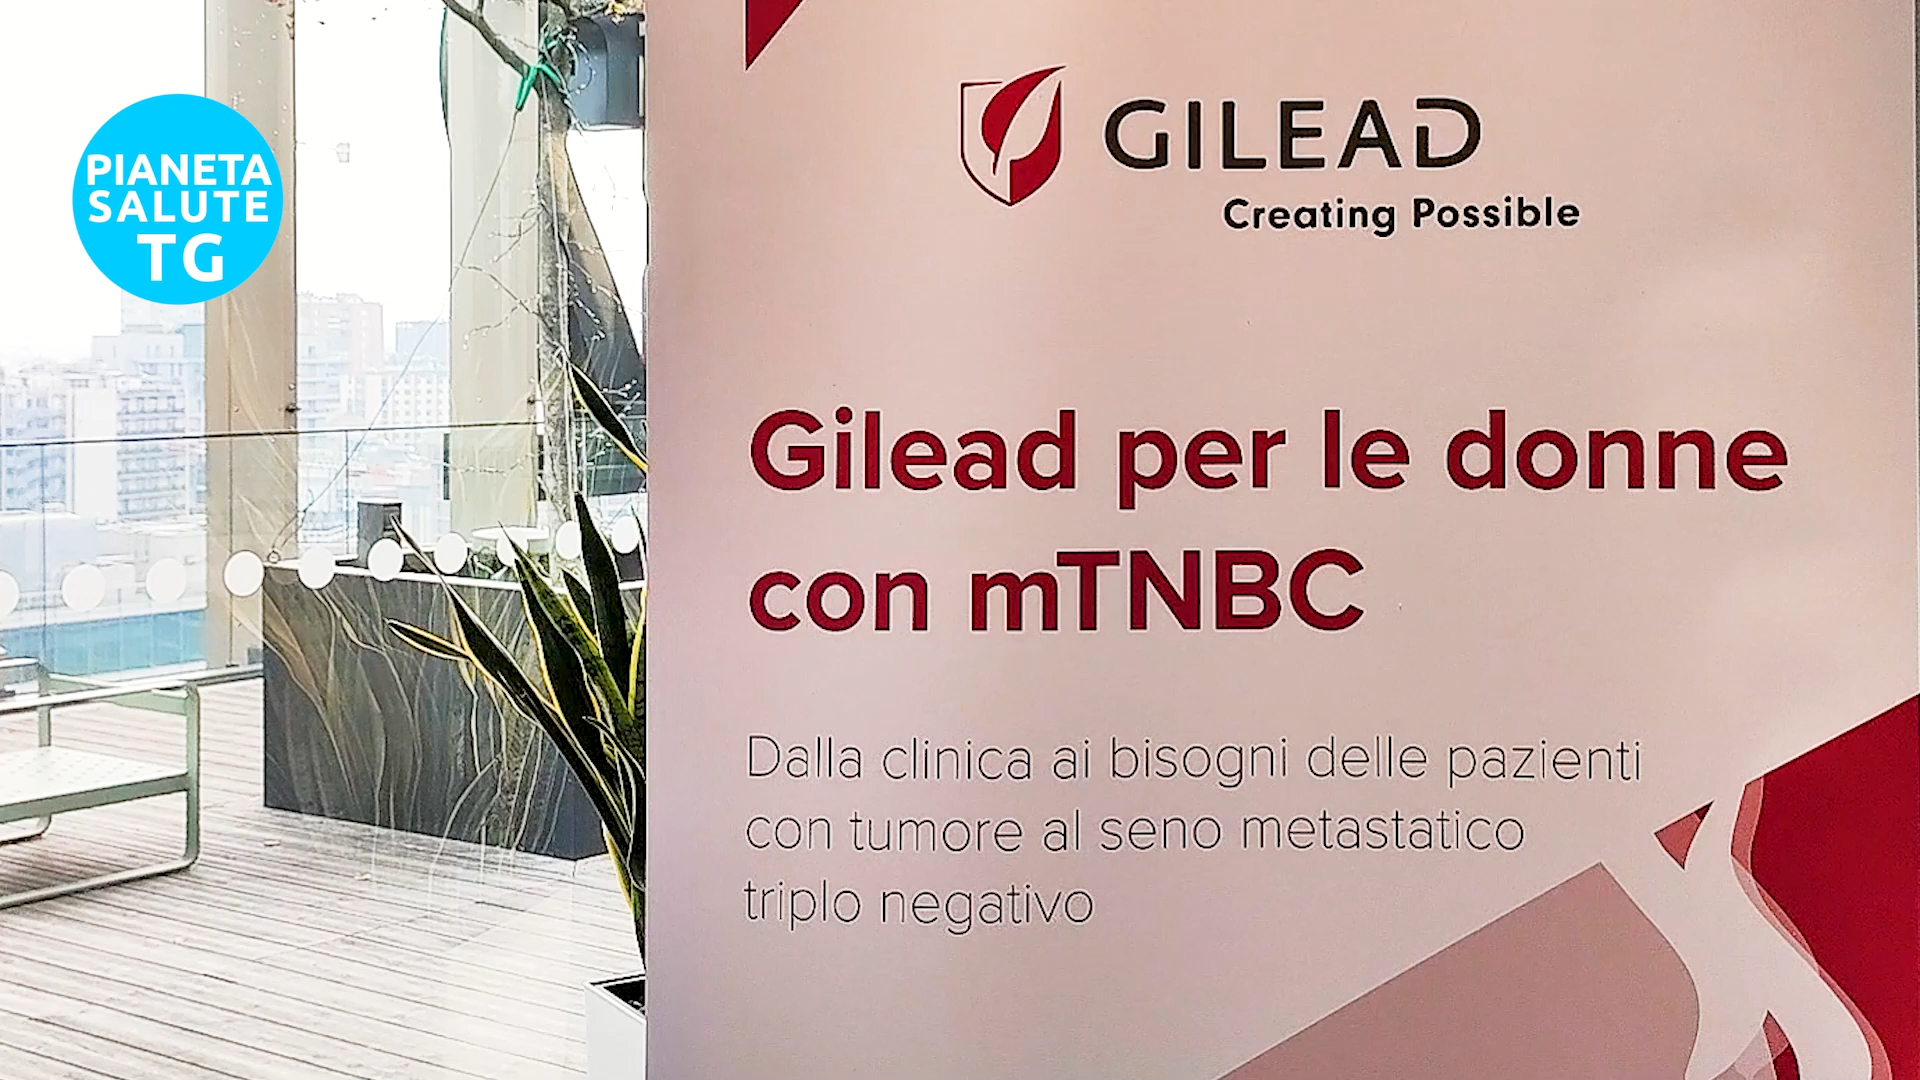 PIANETA
SALUTE
TG
GILEAD
Creating Possible
Gilead per le donne
con mTNBC
Dalla clinica ai bisogni delle pazienti
con tumore al seno metastatico
triplo negativo